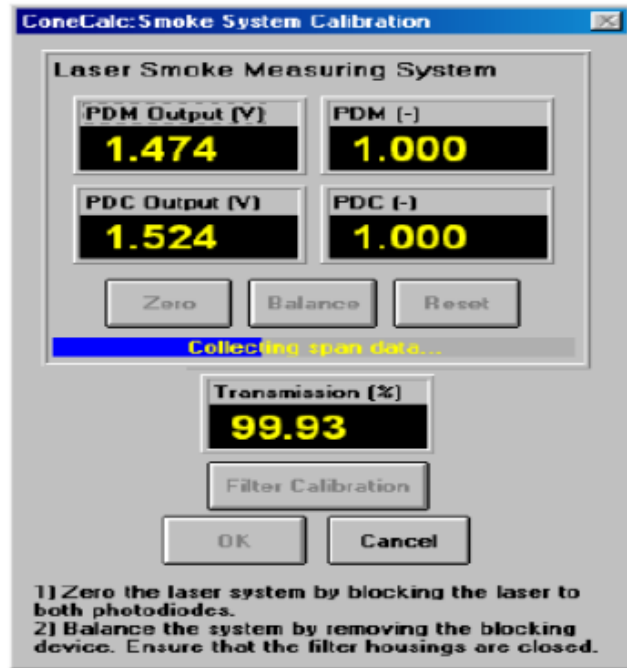 ConeCalc:Smoke System Calibration
Laser Smoke Measuring System
PDM Output (V) PDM (-)
1.474 1.000
PDC Output (V) PDC (-)
1.524 1.000
Zero Balance Reset
Collecting span data...
Transmission (%)
99.93
Filter Calibration
OK Cancel
1) Zero the laser system by blocking the laser to
both photodiodes.
2) Balance the system by removing the blocking
device. Ensure that the filter housings are closed.